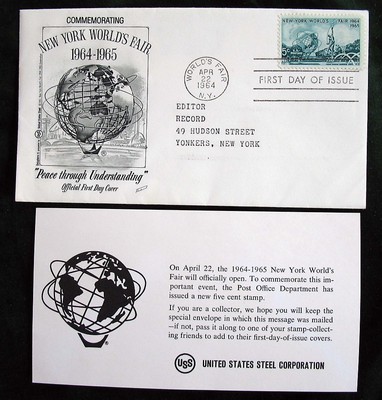 COMMEMORATING
NEW YORK WORLD'S FAIR
1964-1965
"Peace through Understanding"
Official First Day Cover
USS
WORLD'S FAIR
APR
22
1964
N.Y.
NEW YORK WORLD'S FAIR 1964
1965
FIRST DAY OF ISSUE
EDITOR
RECORD
49 HUDSON STREET
YONKERS, NEW YORK
On April 22, the 1964-1965 New York World's
Fair will officially open. To commemorate this im-
portant event, the Post Office Department has
issued a new five cent stamp.
If you are a collector, we hope you will keep the
special envelope in which this message was mailed
—if not, pass it along to one of your stamp-collect-
ing friends to add to their first-day-of-issue covers.
USS UNITED STATES STEEL CORPORATION